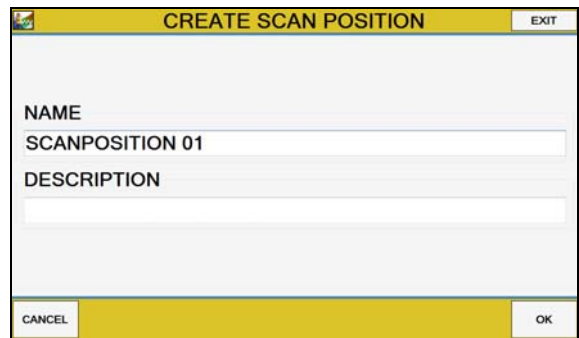 CREATE SCAN POSITION EXIT
NAME
SCANPOSITION 01
DESCRIPTION
CANCEL OK